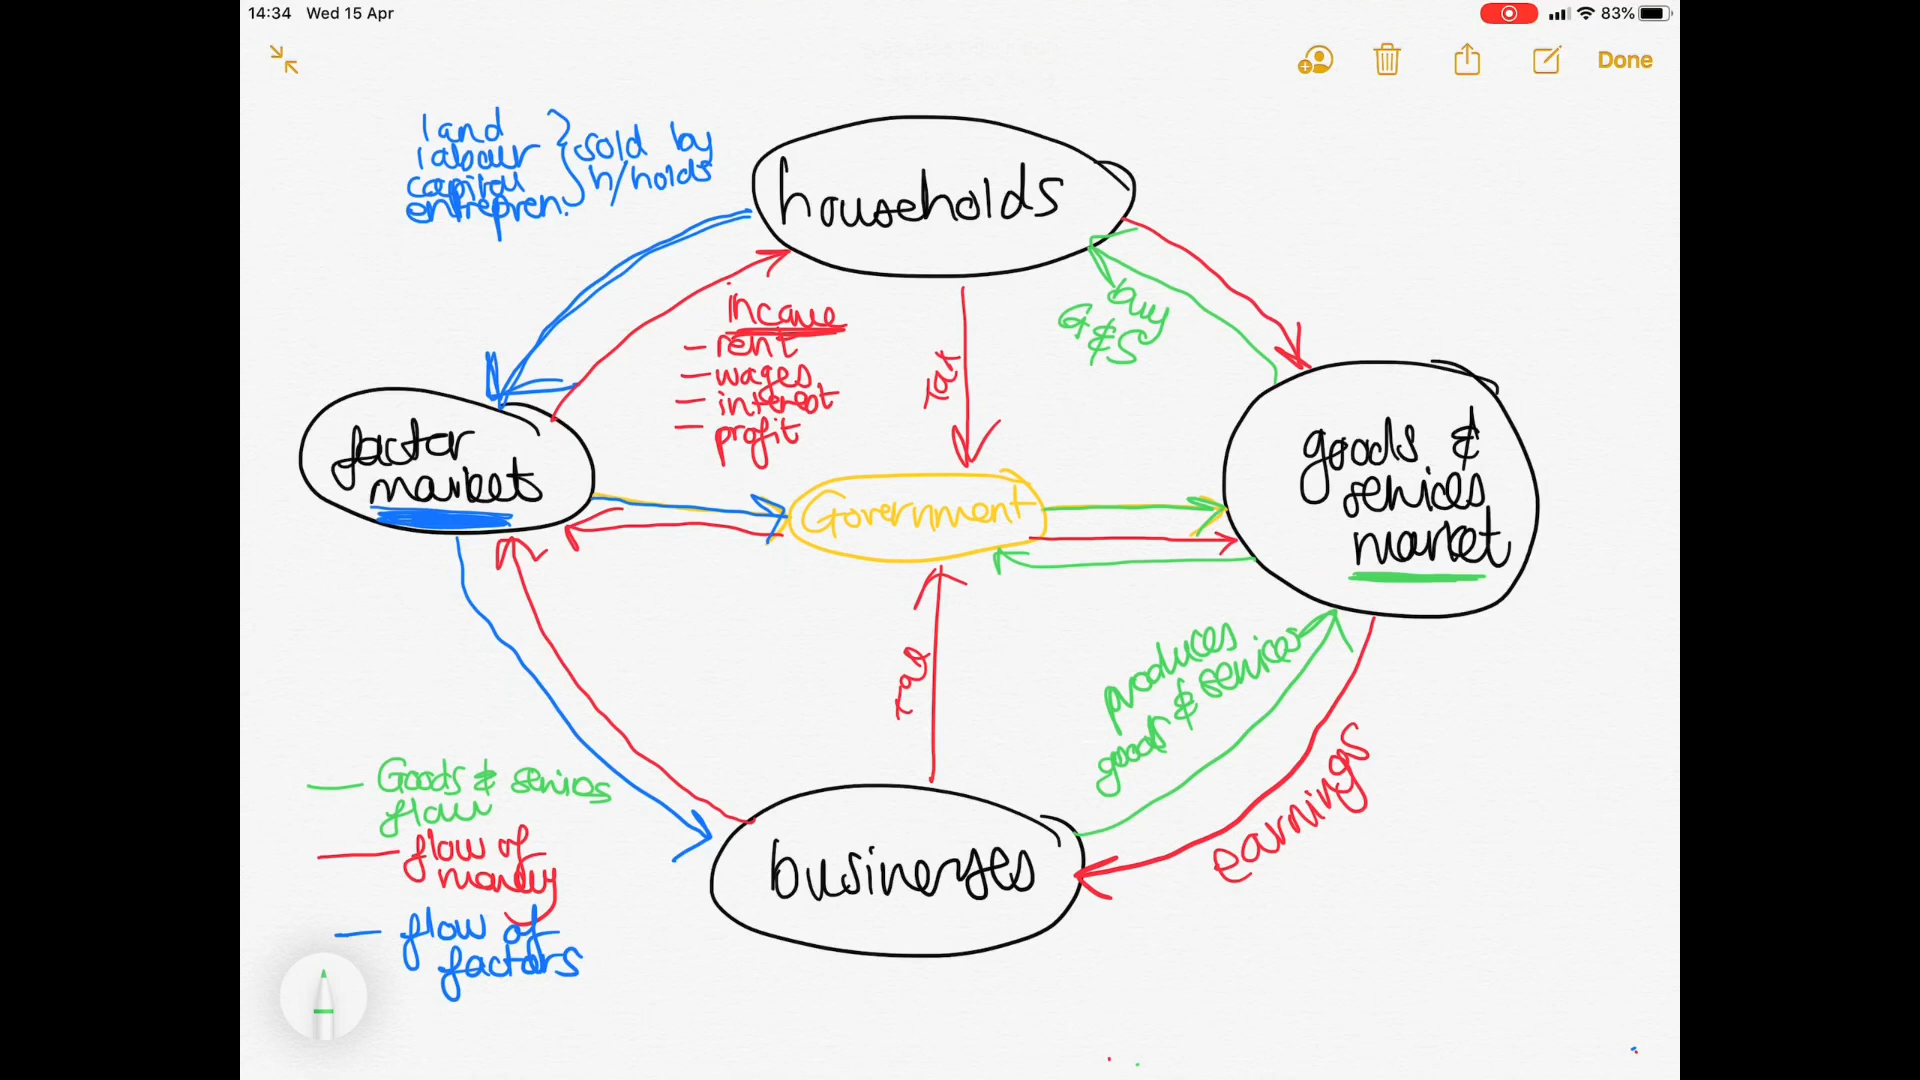 14:34 Wed 15 Apr
83%
Done
land
labour
capital
entrepren.
sold by
h/holds
households
income
- rent
- wages
- interest
- profit
tax
buy
G&S
factor
markets
Government
goods &
services
market
tax
produces
goods & services
earnings
businesses
Goods & services
flow
flow of
money
flow of
factors